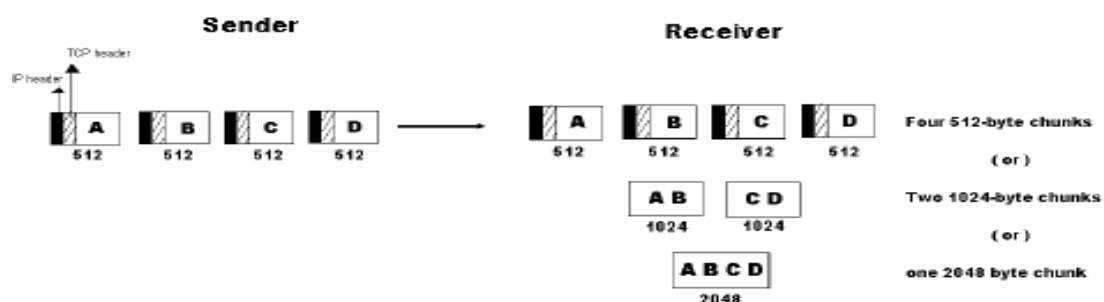 Sender
Receiver
TCP header
IP header
A B C D
512 512 512 512
A B C D
512 512 512 512
Four 512-byte chunks
( or )
A B C D
1024 1024
Two 1024-byte chunks
( or )
A B C D
2048
one 2048 byte chunk